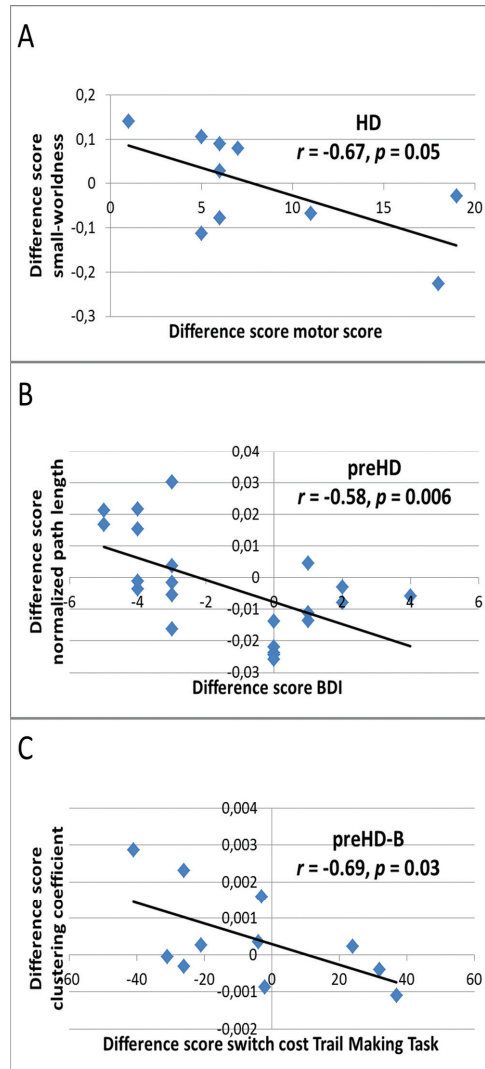 A
0,2
HD
r = -0.67, p = 0.05
0,1
0
0 5 10 15 20
-0,1
-0,2
-0,3
Difference score
small-worldness
Difference score motor score
B
0,04
preHD
r = -0.58, p = 0.006
0,03
0,02
0,01
0
-6 -4 -2 0 2 4 6
-0,01
-0,02
-0,03
Difference score
normalized path length
Difference score BDI
C
0,004
preHD-B
r = -0.69, p = 0.03
0,003
0,002
0,001
0
-60 -40 -20 0 20 40 60
-0,001
-0,002
Difference score
clustering coefficient
Difference score switch cost Trail Making Task